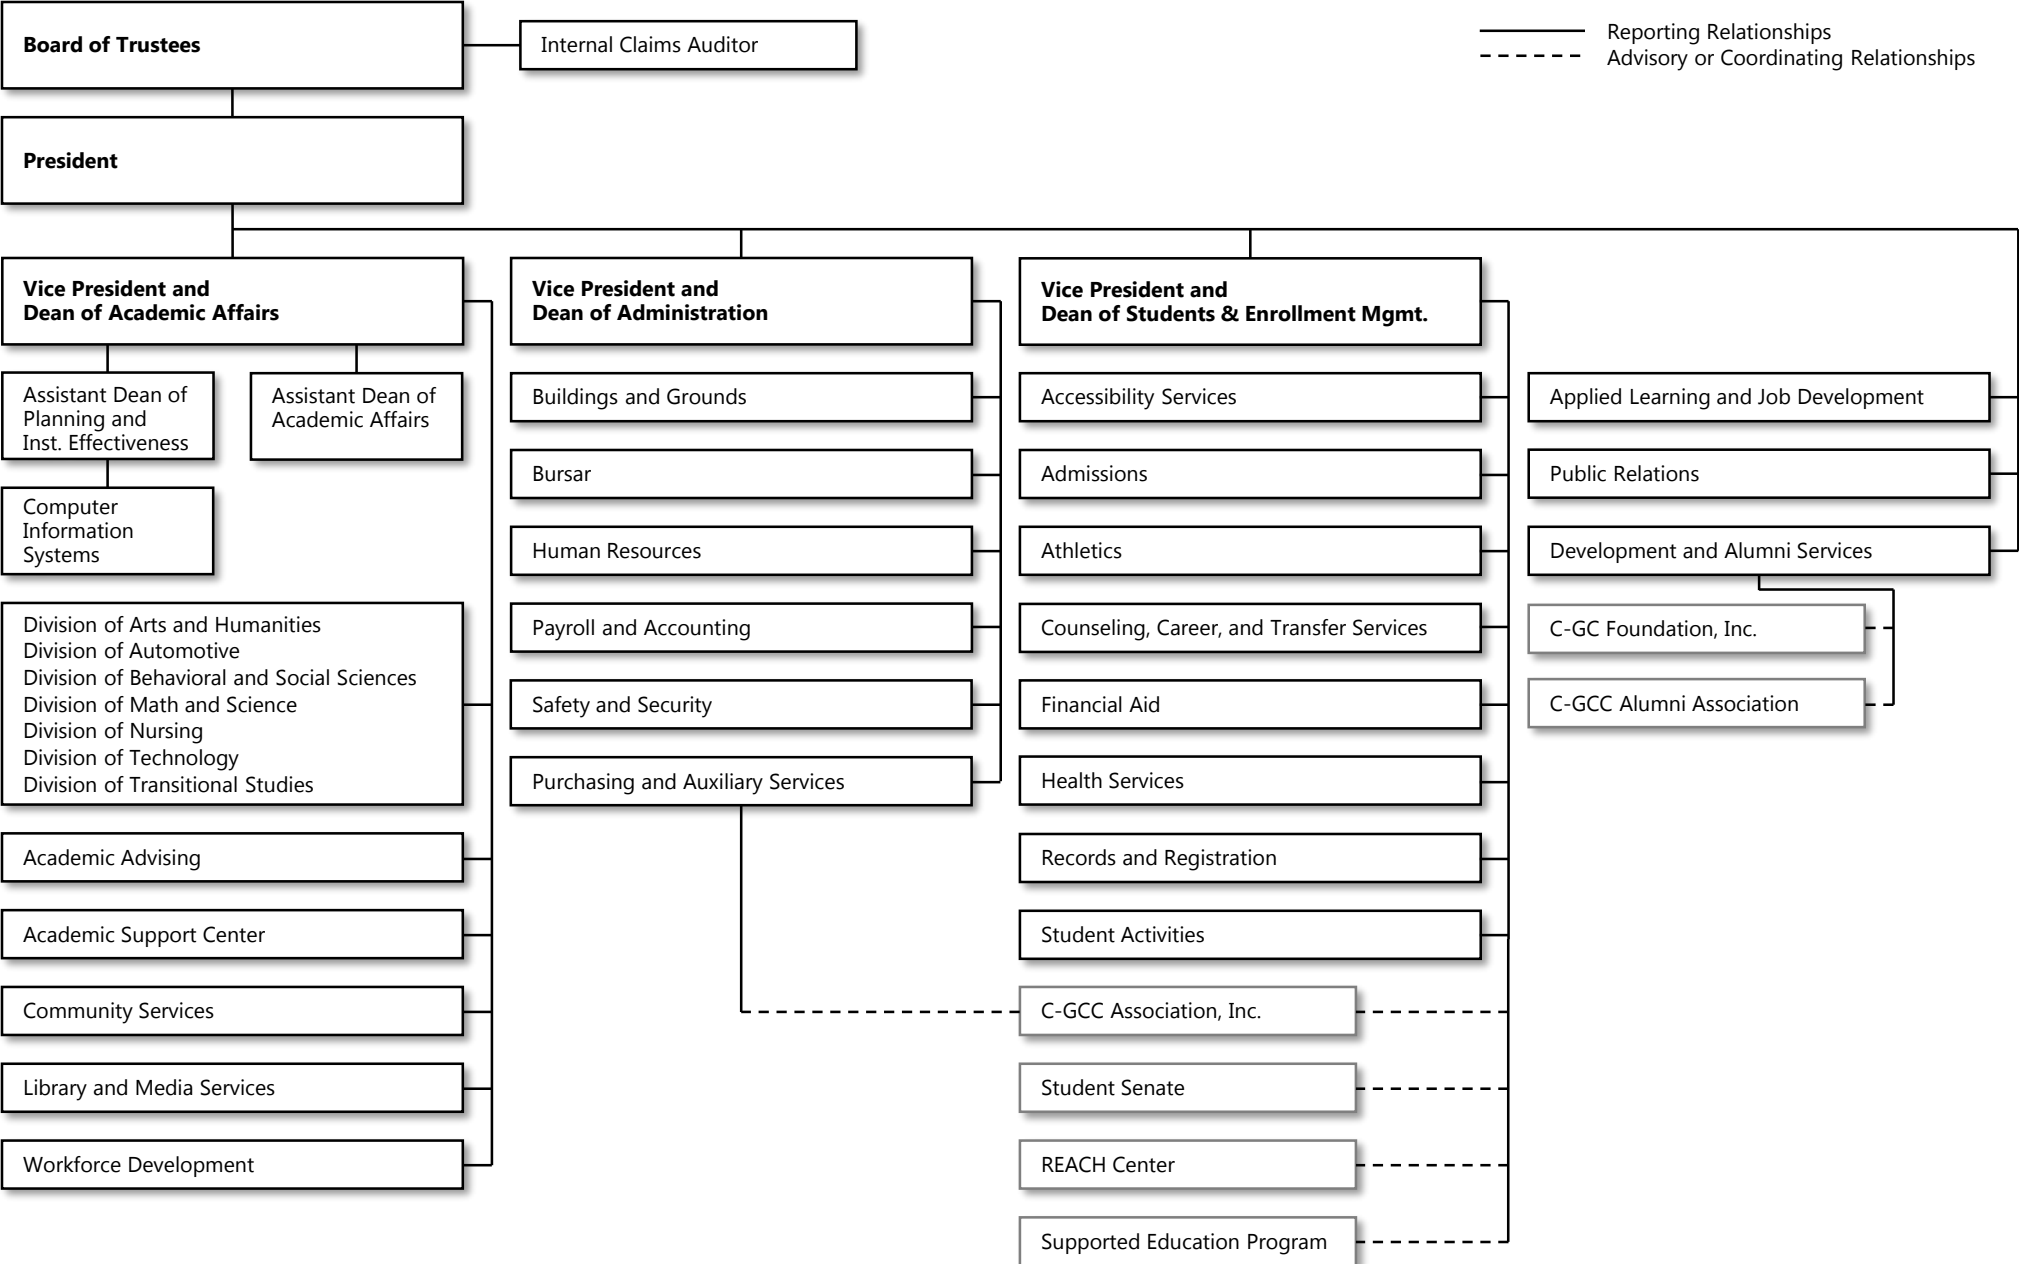 Board of Trustees
Internal Claims Auditor
Reporting Relationships
Advisory or Coordinating Relationships
President
Vice President and
Dean of Academic Affairs
Assistant Dean of
Planning and
Inst. Effectiveness
Assistant Dean of
Academic Affairs
Computer
Information
Systems
Division of Arts and Humanities
Division of Automotive
Division of Behavioral and Social Sciences
Division of Math and Science
Division of Nursing
Division of Technology
Division of Transitional Studies
Academic Advising
Academic Support Center
Community Services
Library and Media Services
Workforce Development
Vice President and
Dean of Administration
Buildings and Grounds
Bursar
Human Resources
Payroll and Accounting
Safety and Security
Purchasing and Auxiliary Services
Vice President and
Dean of Students & Enrollment Mgmt.
Accessibility Services
Admissions
Athletics
Counseling, Career, and Transfer Services
Financial Aid
Health Services
Records and Registration
Student Activities
C-GCC Association, Inc.
Student Senate
REACH Center
Supported Education Program
Applied Learning and Job Development
Public Relations
Development and Alumni Services
C-GC Foundation, Inc.
C-GCC Alumni Association